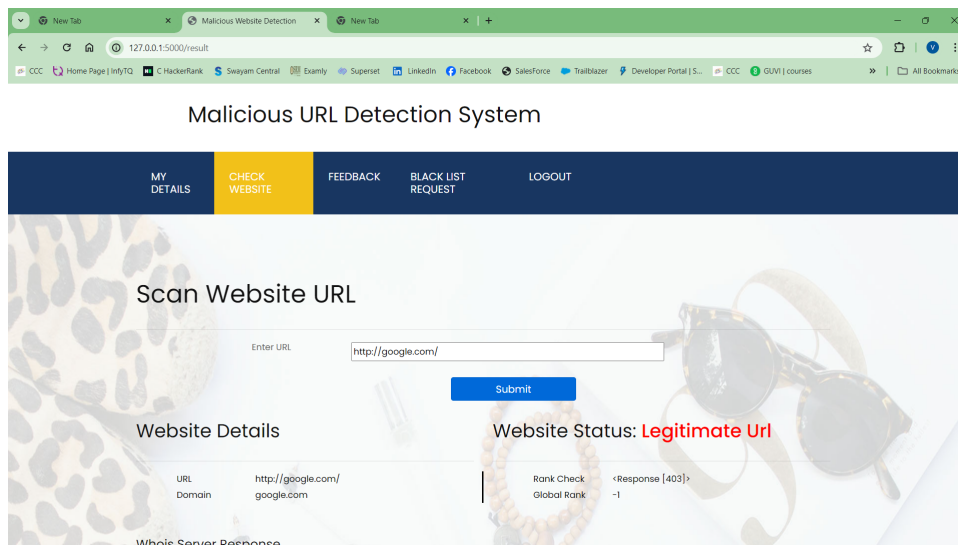 New Tab
Malicious Website Detection
New Tab
127.0.0.1:5000/result
CCC
Home Page | InfyTQ
C HackerRank
Swayam Central
Examly
Superset
LinkedIn
Facebook
SalesForce
Trailblazer
Developer Portal | S...
CCC
GUVI | courses
All Bookmarks
Malicious URL Detection System
MY DETAILS
CHECK WEBSITE
FEEDBACK
BLACK LIST REQUEST
LOGOUT
Scan Website URL
Enter URL
http://google.com/
Submit
Website Details
Website Status: Legitimate Url
URL http://google.com/
Domain google.com
Rank Check <Response [403]>
Global Rank -1
Whois Server Response